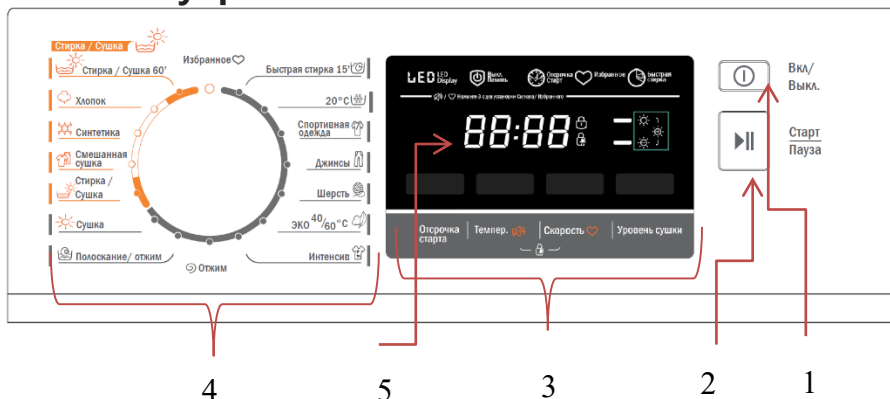 Стирка / Сушка
Избранное
Стирка / Сушка 60'
Хлопок
Синтетика
Смешанная
сушка
Стирка /
Сушка
Сушка
Полоскание/ отжим
Отжим
Быстрая стирка 15'
20°C
Спортивная
одежда
Джинсы
Шерсть
ЭКО 40/60°C
Интенсив
LED LED Display
Выкл. Память
Отсрочка Старт
Избранное
Быстрая стирка
88:88
Отсрочка
старта
Темпер.
Скорость
Уровень сушки
Вкл/
Выкл.
Старт
Пауза
4
5
3
2
1